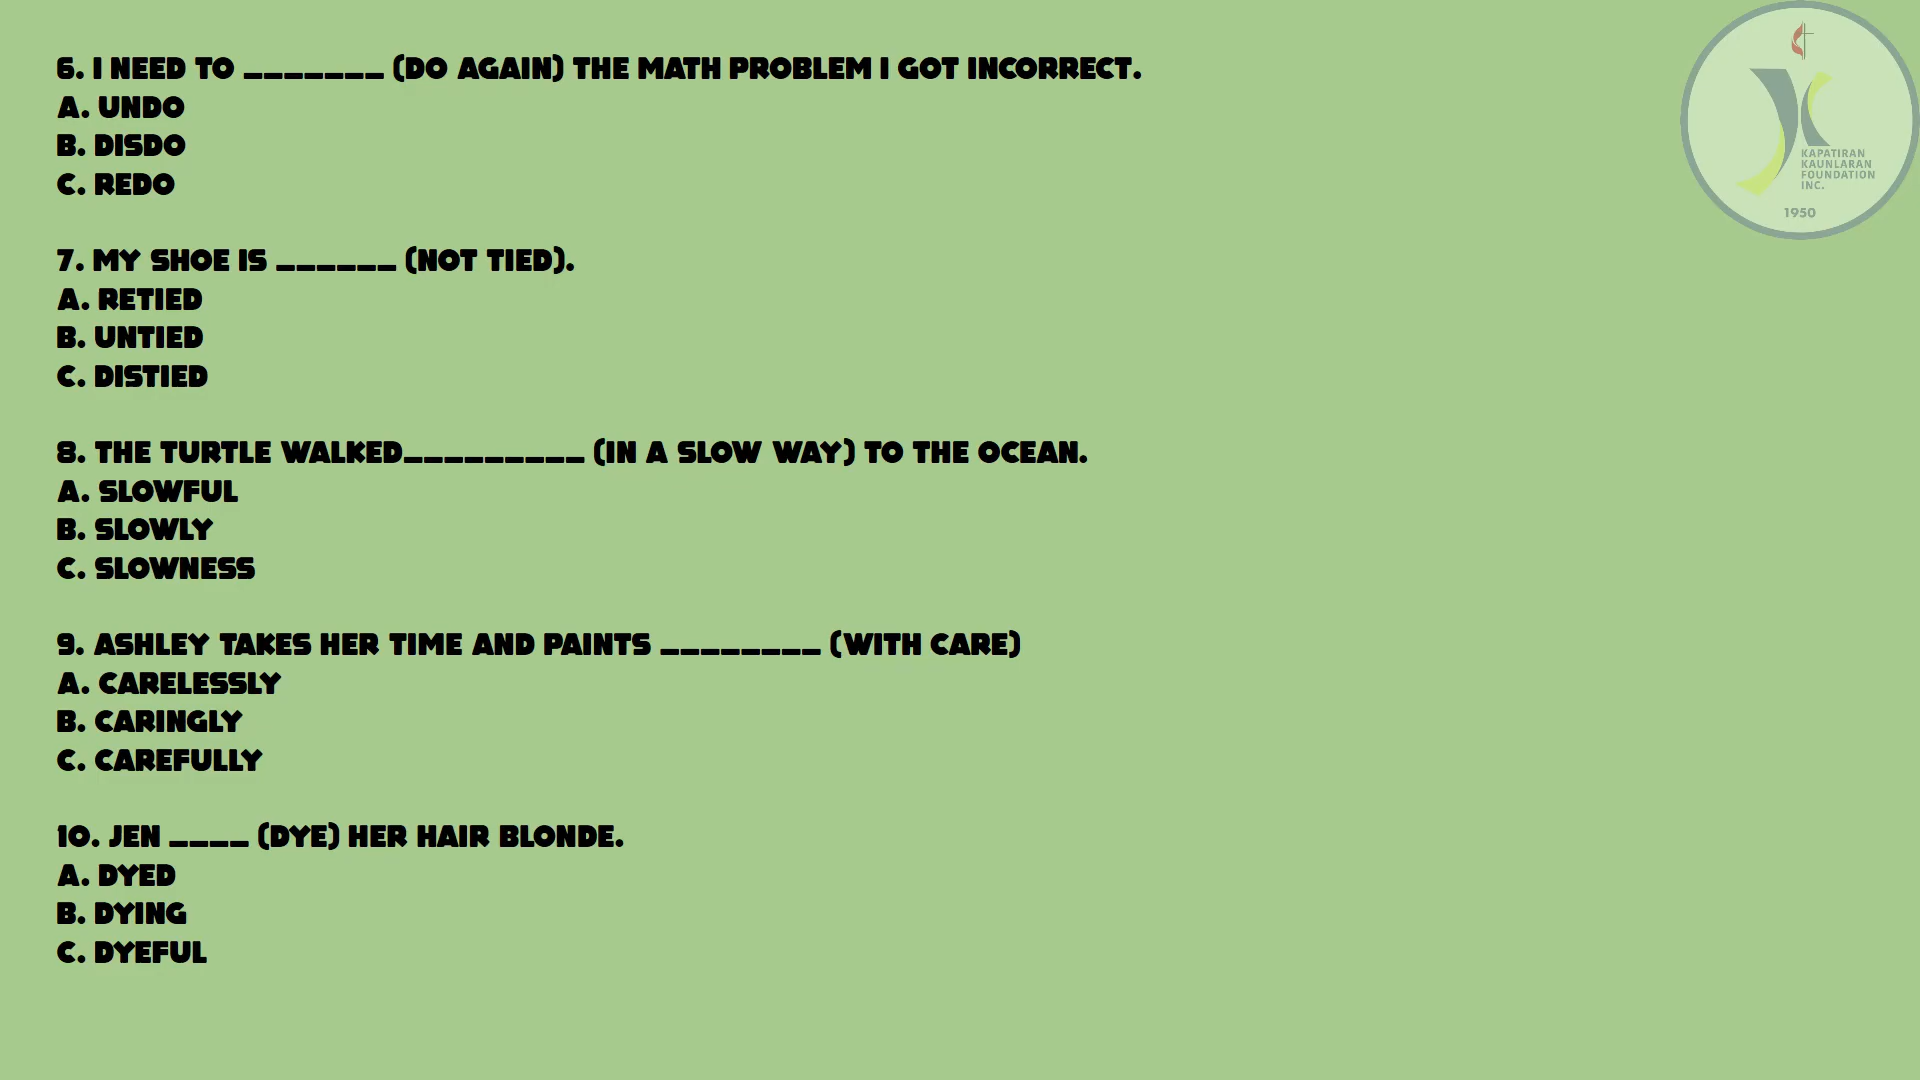 6. I NEED TO _______ (DO AGAIN) THE MATH PROBLEM I GOT INCORRECT.
A. UNDO
B. DISDO
C. REDO
7. MY SHOE IS ______ (NOT TIED).
A. RETIED
B. UNTIED
C. DISTIED
8. THE TURTLE WALKED_________ (IN A SLOW WAY) TO THE OCEAN.
A. SLOWFUL
B. SLOWLY
C. SLOWNESS
9. ASHLEY TAKES HER TIME AND PAINTS ________ (WITH CARE)
A. CARELESSLY
B. CARINGLY
C. CAREFULLY
10. JEN ____ (DYE) HER HAIR BLONDE.
A. DYED
B. DYING
C. DYEFUL
KAPATIRAN
KAUNLARAN
FOUNDATION
INC.
1950